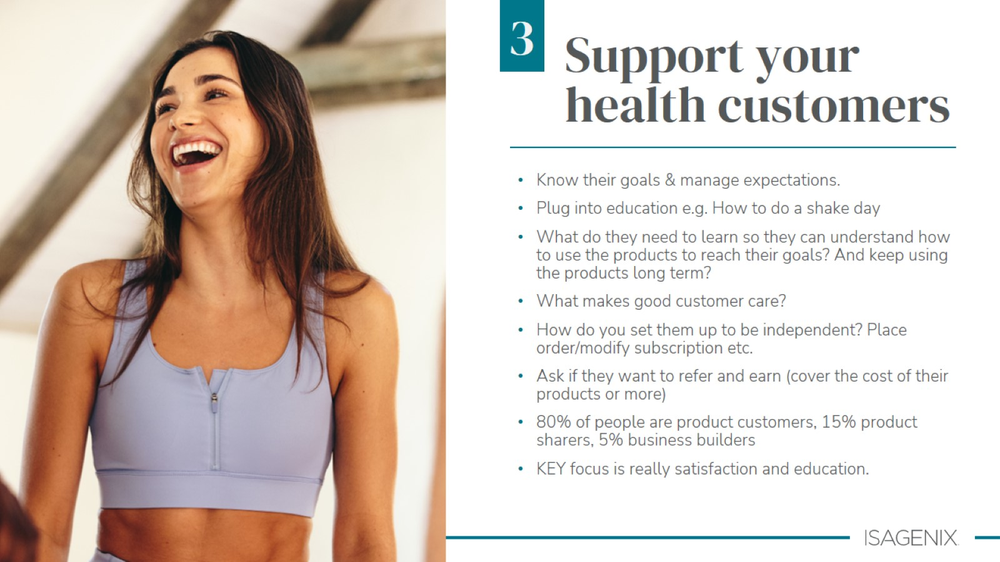 3
Support your
health customers
• Know their goals & manage expectations.
• Plug into education e.g. How to do a shake day
• What do they need to learn so they can understand how
to use the products to reach their goals? And keep using
the products long term?
• What makes good customer care?
• How do you set them up to be independent? Place
order/modify subscription etc.
• Ask if they want to refer and earn (cover the cost of their
products or more)
• 80% of people are product customers, 15% product
sharers, 5% business builders
• KEY focus is really satisfaction and education.
ISAGENIX